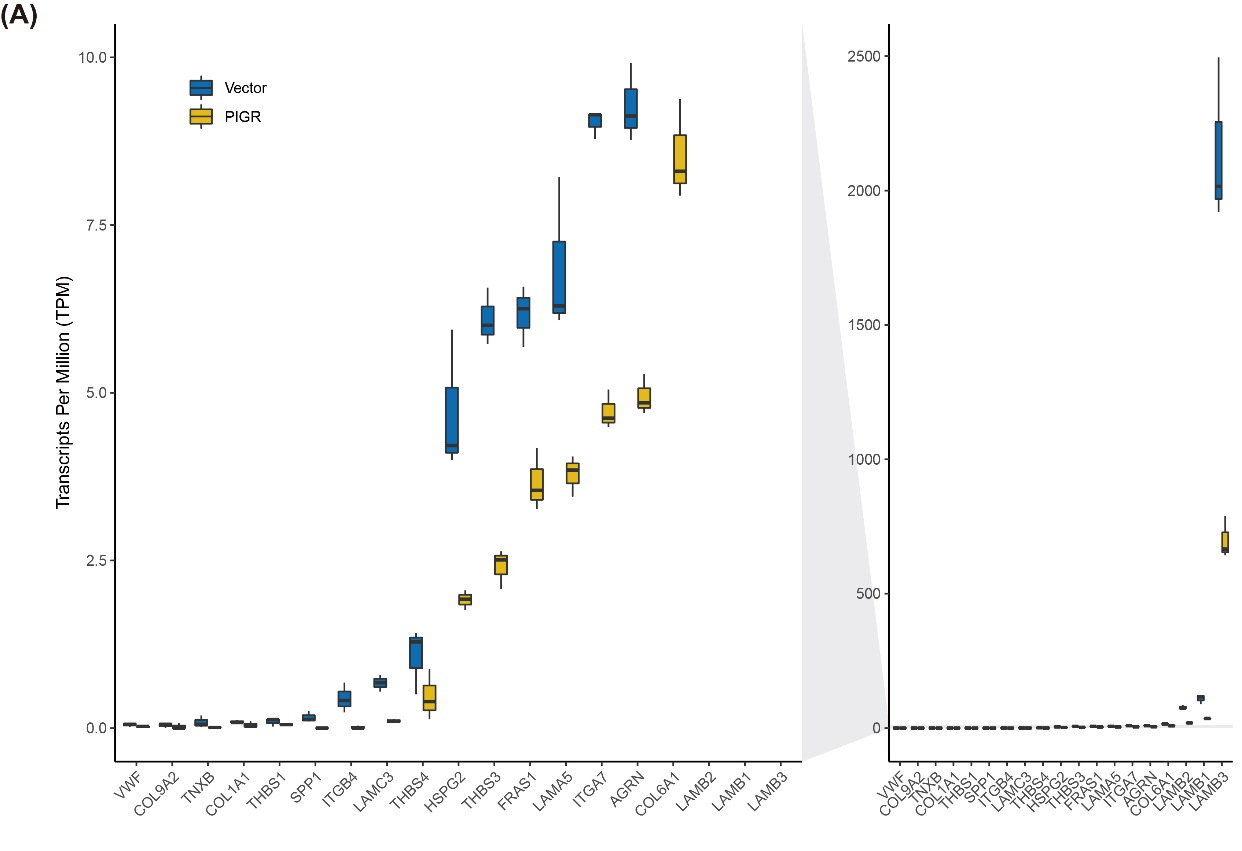 (A)
Vector
PIGR
Transcripts Per Million (TPM)
10.0
7.5
5.0
2.5
0.0
VWF
COL9A2
TNXB
COL1A1
THBS1
SPP1
ITGB4
LAMC3
THBS4
HSPG2
THBS3
FRAS1
LAMA5
ITGA7
AGRN
COL6A1
LAMB2
LAMB1
LAMB3
2500
2000
1500
1000
500
0
VWF
COL9A2
TNXB
COL1A1
THBS1
SPP1
ITGB4
LAMC3
THBS4
HSPG2
THBS3
FRAS1
LAMA5
ITGA7
AGRN
COL6A1
LAMB2
LAMB1
LAMB3